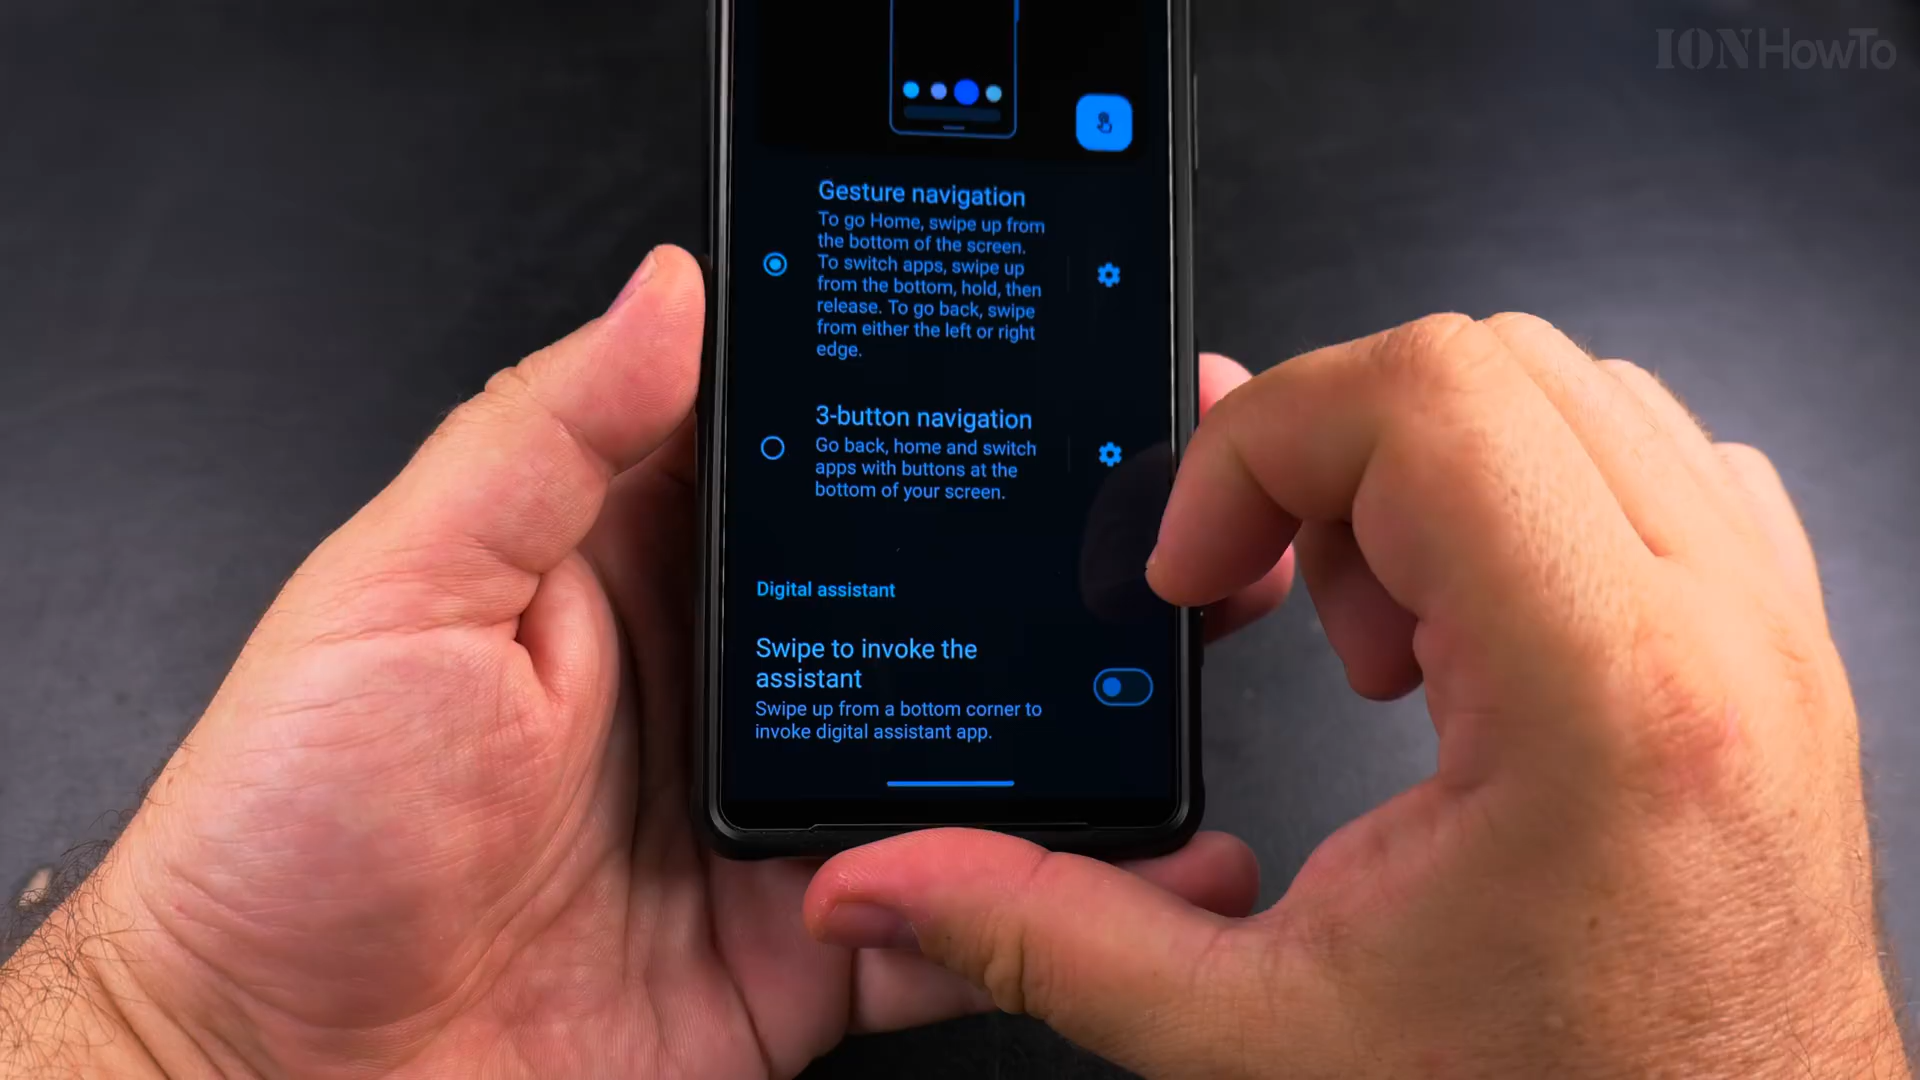 IONHowTo
Gesture navigation
To go Home, swipe up from
the bottom of the screen.
To switch apps, swipe up
from the bottom, hold, then
release. To go back, swipe
from either the left or right
edge.
3-button navigation
Go back, home and switch
apps with buttons at the
bottom of your screen.
Digital assistant
Swipe to invoke the
assistant
Swipe up from a bottom corner to
invoke digital assistant app.